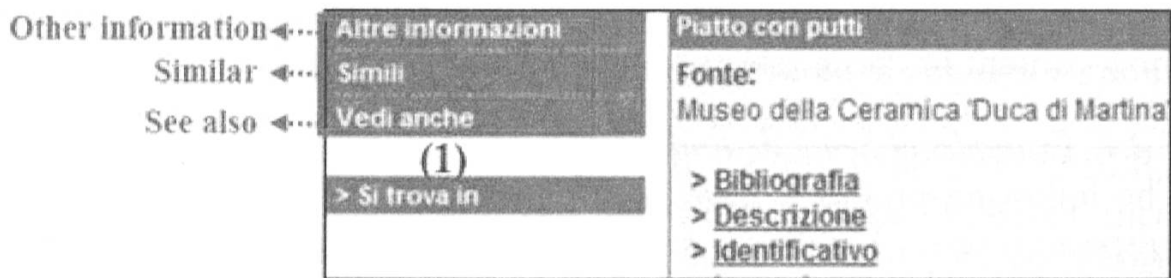 Other information
Similar
See also
Altre informazioni
Simili
Vedi anche
(1)
> Si trova in
Piatto con putti
Fonte:
Museo della Ceramica 'Duca di Martina'
> Bibliografia
> Descrizione
> Identificativo